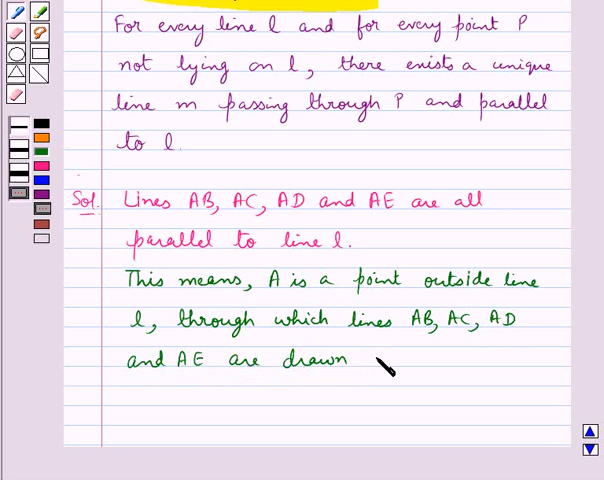 For every line l and for every point P
not lying on l, there exists a unique
line m passing through P and parallel
to l.
Sol. Lines AB, AC, AD and AE are all
parallel to line l.
This means, A is a point outside line
l, through which lines AB, AC, AD
and AE are drawn